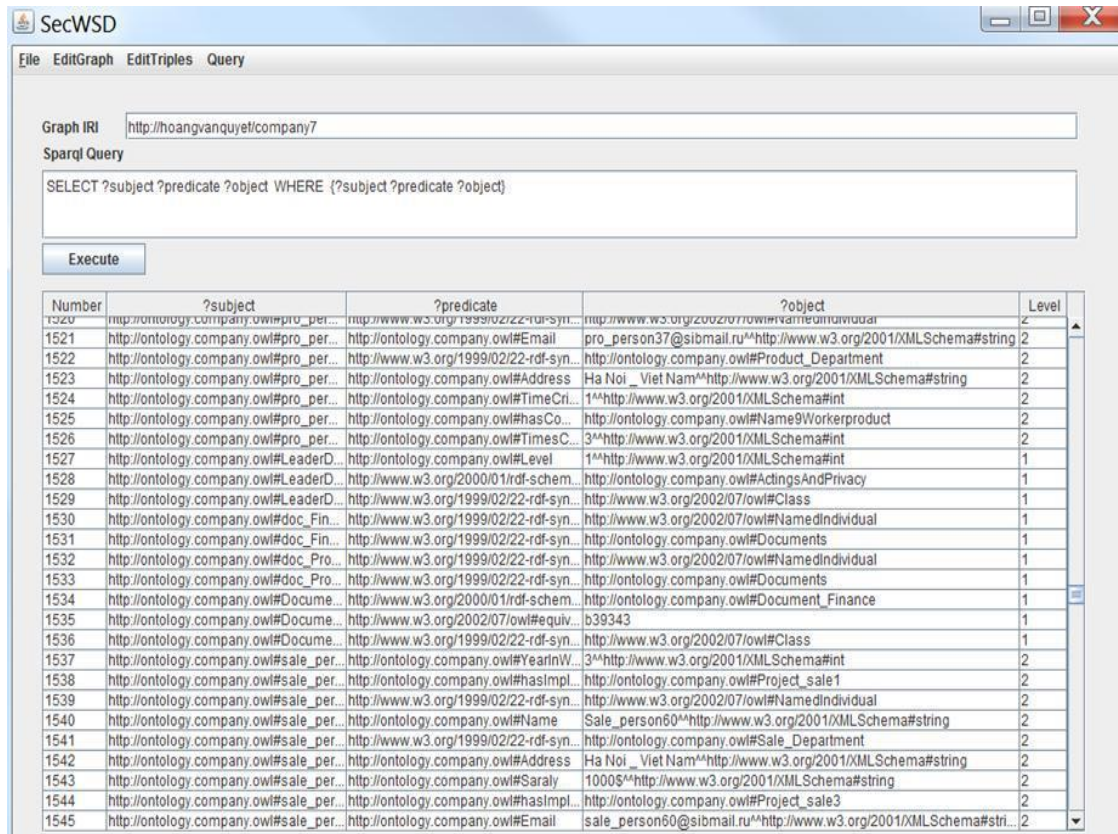 SecWSD
File EditGraph EditTriples Query
Graph IRI http://hoangvanquyet/company7
Sparql Query
SELECT ?subject ?predicate ?object WHERE {?subject ?predicate ?object}
Execute
Number ?subject ?predicate ?object Level
1520 http://ontology.company.owl#pro_per... http://www.w3.org/1999/02/22-rdf-syn... http://www.w3.org/2002/07/owl#NamedIndividual 2
1521 http://ontology.company.owl#pro_per... http://ontology.company.owl#Email pro_person37@sibmail.ru^^http://www.w3.org/2001/XMLSchema#string 2
1522 http://ontology.company.owl#pro_per... http://www.w3.org/1999/02/22-rdf-syn... http://ontology.company.owl#Product_Department 2
1523 http://ontology.company.owl#pro_per... http://ontology.company.owl#Address Ha Noi _ Viet Nam^^http://www.w3.org/2001/XMLSchema#string 2
1524 http://ontology.company.owl#pro_per... http://ontology.company.owl#TimeCri... 1^^http://www.w3.org/2001/XMLSchema#int 2
1525 http://ontology.company.owl#pro_per... http://ontology.company.owl#hasCo... http://ontology.company.owl#Name9Workerproduct 2
1526 http://ontology.company.owl#pro_per... http://ontology.company.owl#TimesC... 3^^http://www.w3.org/2001/XMLSchema#int 2
1527 http://ontology.company.owl#LeaderD... http://ontology.company.owl#Level 1^^http://www.w3.org/2001/XMLSchema#int 1
1528 http://ontology.company.owl#LeaderD... http://www.w3.org/2000/01/rdf-schem... http://ontology.company.owl#ActingsAndPrivacy 1
1529 http://ontology.company.owl#LeaderD... http://www.w3.org/1999/02/22-rdf-syn... http://www.w3.org/2002/07/owl#Class 1
1530 http://ontology.company.owl#doc_Fin... http://www.w3.org/1999/02/22-rdf-syn... http://www.w3.org/2002/07/owl#NamedIndividual 1
1531 http://ontology.company.owl#doc_Fin... http://www.w3.org/1999/02/22-rdf-syn... http://ontology.company.owl#Documents 1
1532 http://ontology.company.owl#doc_Pro... http://www.w3.org/1999/02/22-rdf-syn... http://www.w3.org/2002/07/owl#NamedIndividual 1
1533 http://ontology.company.owl#doc_Pro... http://www.w3.org/1999/02/22-rdf-syn... http://ontology.company.owl#Documents 1
1534 http://ontology.company.owl#Docume... http://www.w3.org/2000/01/rdf-schem... http://ontology.company.owl#Document_Finance 1
1535 http://ontology.company.owl#Docume... http://www.w3.org/2002/07/owl#equiv... b39343 1
1536 http://ontology.company.owl#Docume... http://www.w3.org/1999/02/22-rdf-syn... http://www.w3.org/2002/07/owl#Class 1
1537 http://ontology.company.owl#sale_per... http://ontology.company.owl#YearInW... 3^^http://www.w3.org/2001/XMLSchema#int 2
1538 http://ontology.company.owl#sale_per... http://ontology.company.owl#hasImpl... http://ontology.company.owl#Project_sale1 2
1539 http://ontology.company.owl#sale_per... http://www.w3.org/1999/02/22-rdf-syn... http://www.w3.org/2002/07/owl#NamedIndividual 2
1540 http://ontology.company.owl#sale_per... http://ontology.company.owl#Name Sale_person60^^http://www.w3.org/2001/XMLSchema#string 2
1541 http://ontology.company.owl#sale_per... http://www.w3.org/1999/02/22-rdf-syn... http://ontology.company.owl#Sale_Department 2
1542 http://ontology.company.owl#sale_per... http://ontology.company.owl#Address Ha Noi _ Viet Nam^^http://www.w3.org/2001/XMLSchema#string 2
1543 http://ontology.company.owl#sale_per... http://ontology.company.owl#Saraly 1000$^^http://www.w3.org/2001/XMLSchema#string 2
1544 http://ontology.company.owl#sale_per... http://ontology.company.owl#hasImpl... http://ontology.company.owl#Project_sale3 2
1545 http://ontology.company.owl#sale_per... http://ontology.company.owl#Email sale_person60@sibmail.ru^^http://www.w3.org/2001/XMLSchema#stri... 2